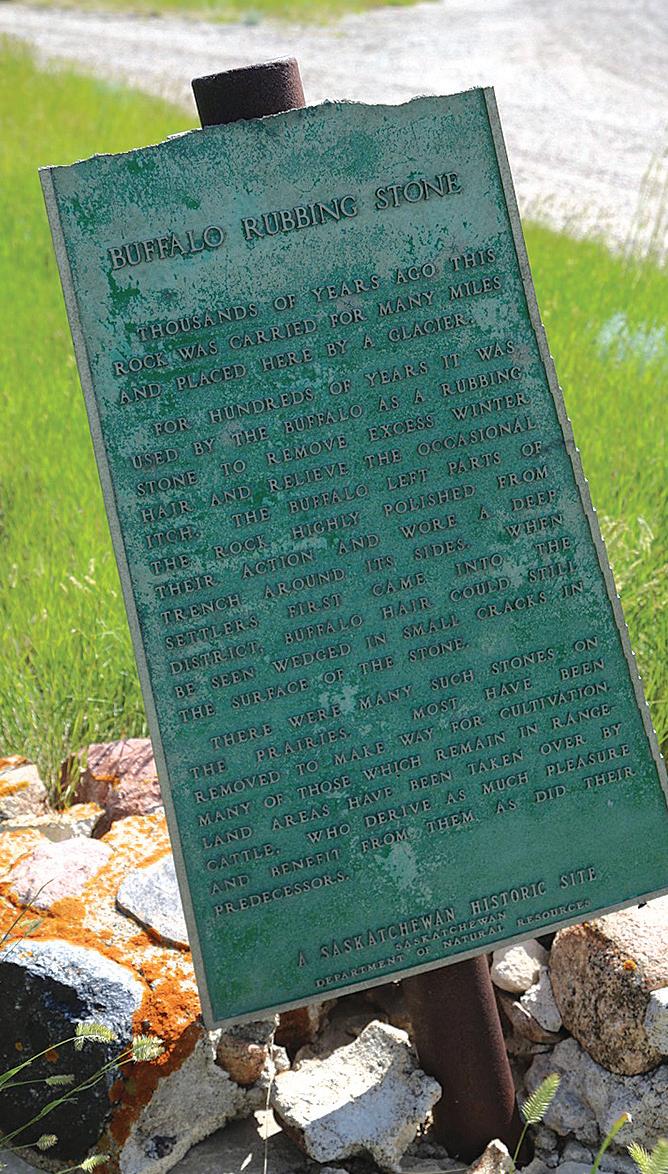 BUFFALO RUBBING STONE
THOUSANDS OF YEARS AGO THIS
ROCK WAS CARRIED FOR MANY MILES
AND PLACED HERE BY A GLACIER.
FOR HUNDREDS OF YEARS IT WAS
USED BY THE BUFFALO AS A RUBBING
STONE TO REMOVE EXCESS WINTER
HAIR AND RELIEVE THE OCCASIONAL
ITCH. THE BUFFALO LEFT PARTS OF
THE ROCK HIGHLY POLISHED FROM
THEIR ACTION AND WORE A DEEP
TRENCH AROUND ITS SIDES. WHEN
SETTLERS FIRST CAME INTO THE
DISTRICT, BUFFALO HAIR COULD STILL
BE SEEN WEDGED IN SMALL CRACKS IN
THE SURFACE OF THE STONE.
THERE WERE MANY SUCH STONES ON
THE PRAIRIES. MOST HAVE BEEN
REMOVED TO MAKE WAY FOR CULTIVATION.
MANY OF THOSE WHICH REMAIN IN RANGE-
LAND AREAS HAVE BEEN TAKEN OVER BY
CATTLE, WHO DERIVE AS MUCH PLEASURE
AND BENEFIT FROM THEM AS DID THEIR
PREDECESSORS.
A SASKATCHEWAN HISTORIC SITE
SASKATCHEWAN
DEPARTMENT OF NATURAL RESOURCES